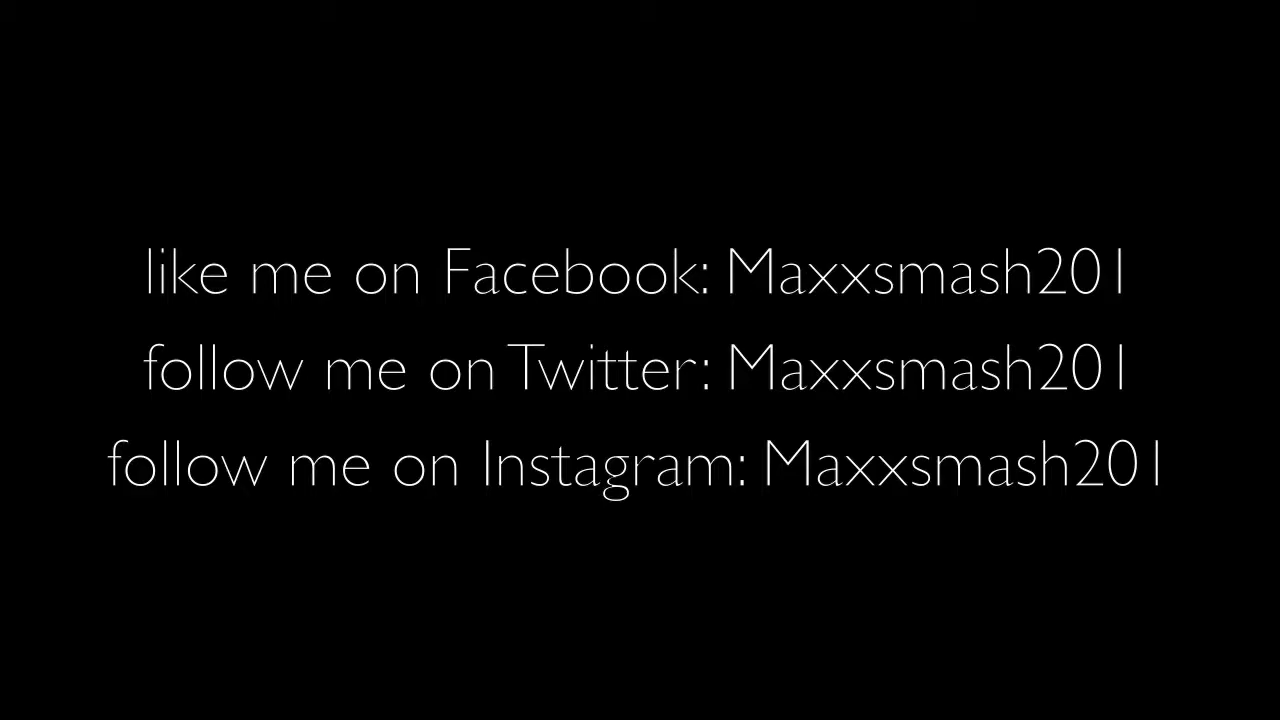 like me on Facebook: Maxxsmash201
follow me on Twitter: Maxxsmash201
follow me on Instagram: Maxxsmash201